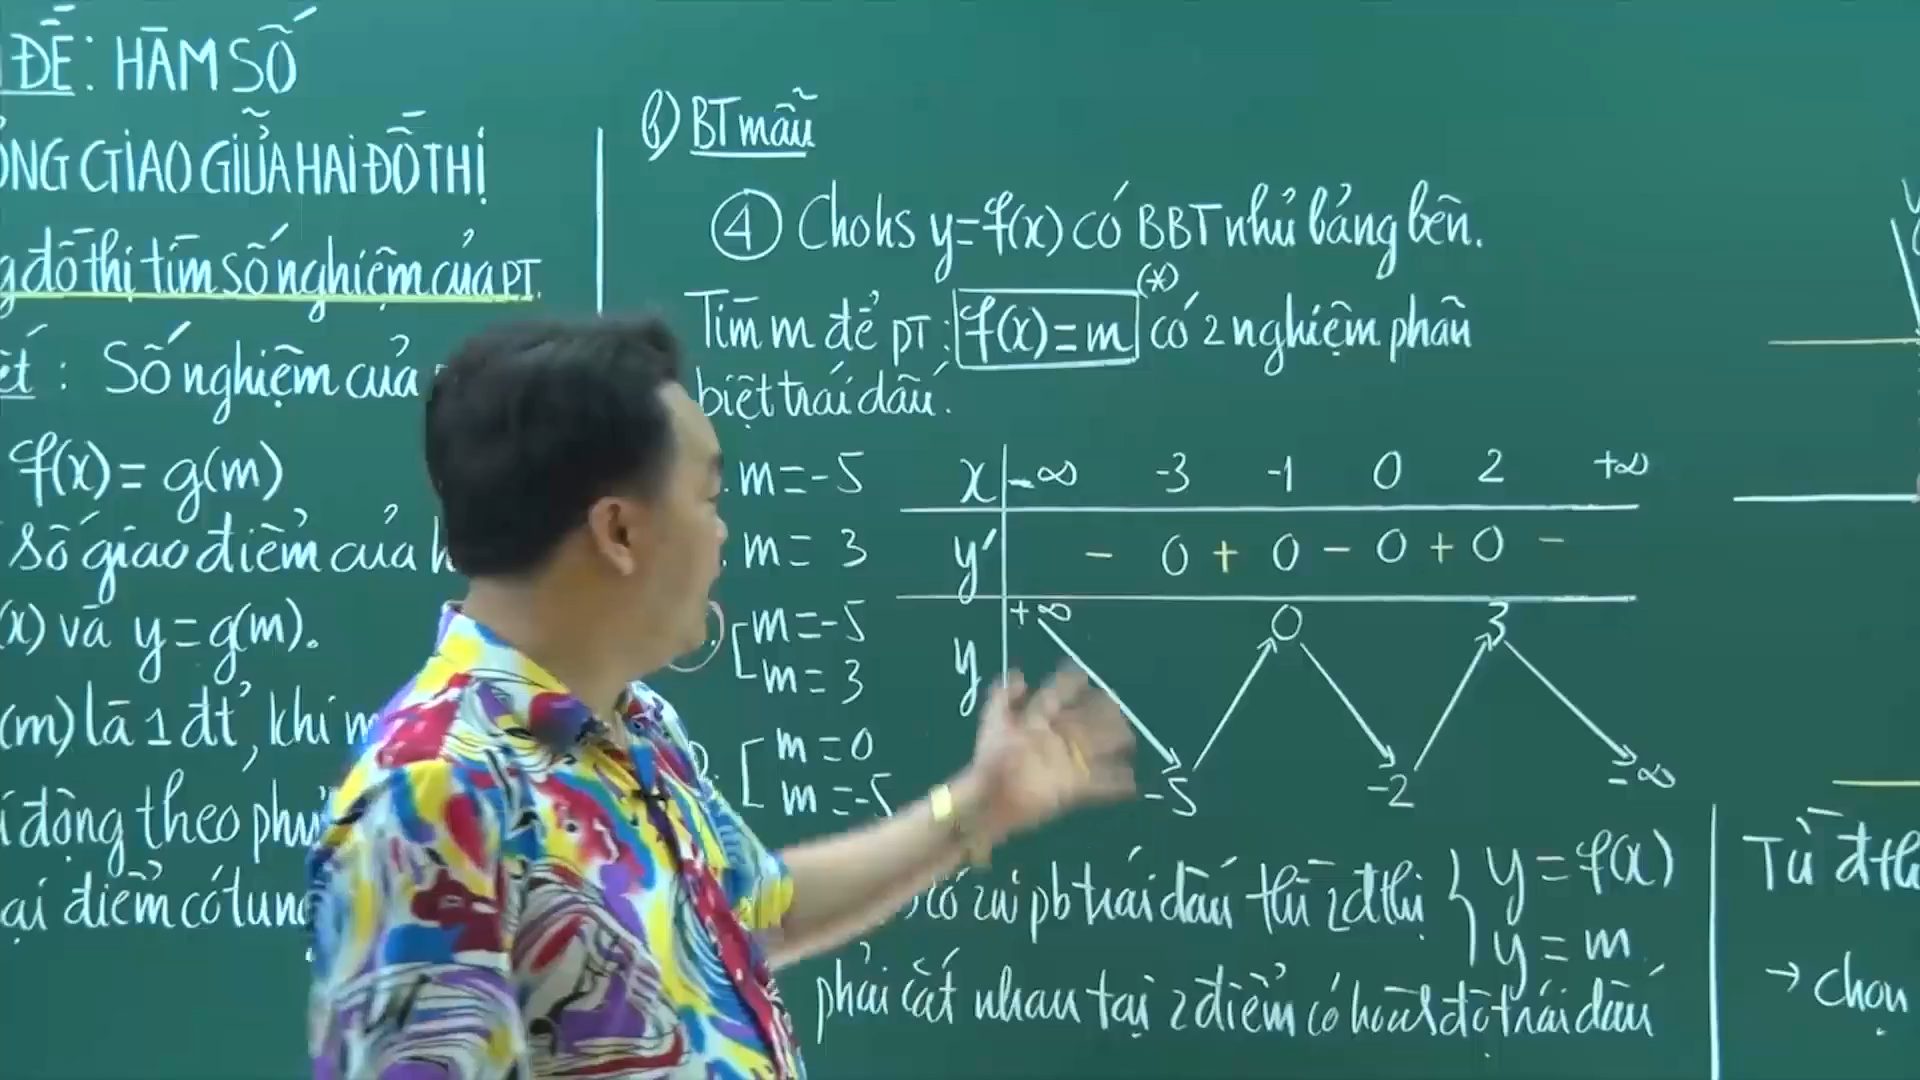 ĐỀ: HÀM SỐ
GIAO GIỮA HAI ĐỒ THỊ
đồ thị tìm số nghiệm của PT.
: Số nghiệm của
f(x) = g(m)
số giao điểm của
(x) và y = g(m).
(m) là 1 đt, khi m
động theo
ại điểm có tung
b) BT mẫu
④ Cho hs y = f(x) có BBT như bảng bên.
Tìm m để PT: f(x) = m (*) có 2 nghiệm phân
biệt trái dấu.
m = -5
m = 3
m = -5
m = 3
m = 0
m = -5
x -∞ -3 -1 0 2 +∞
y' - 0 + 0 - 0 + 0 -
y +∞ -5 0 -2 3 -∞
có 2 ni pb trái dấu thì 2 đthị { y = f(x)
y = m
phải cắt nhau tại 2 điểm có hoành độ trái dấu
Từ
→ chọn